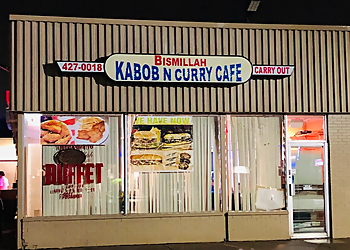 BISMILLAH
427-0018
KABOB N CURRY CAFE
CARRY OUT
WE HAVE NOW
BUFFET